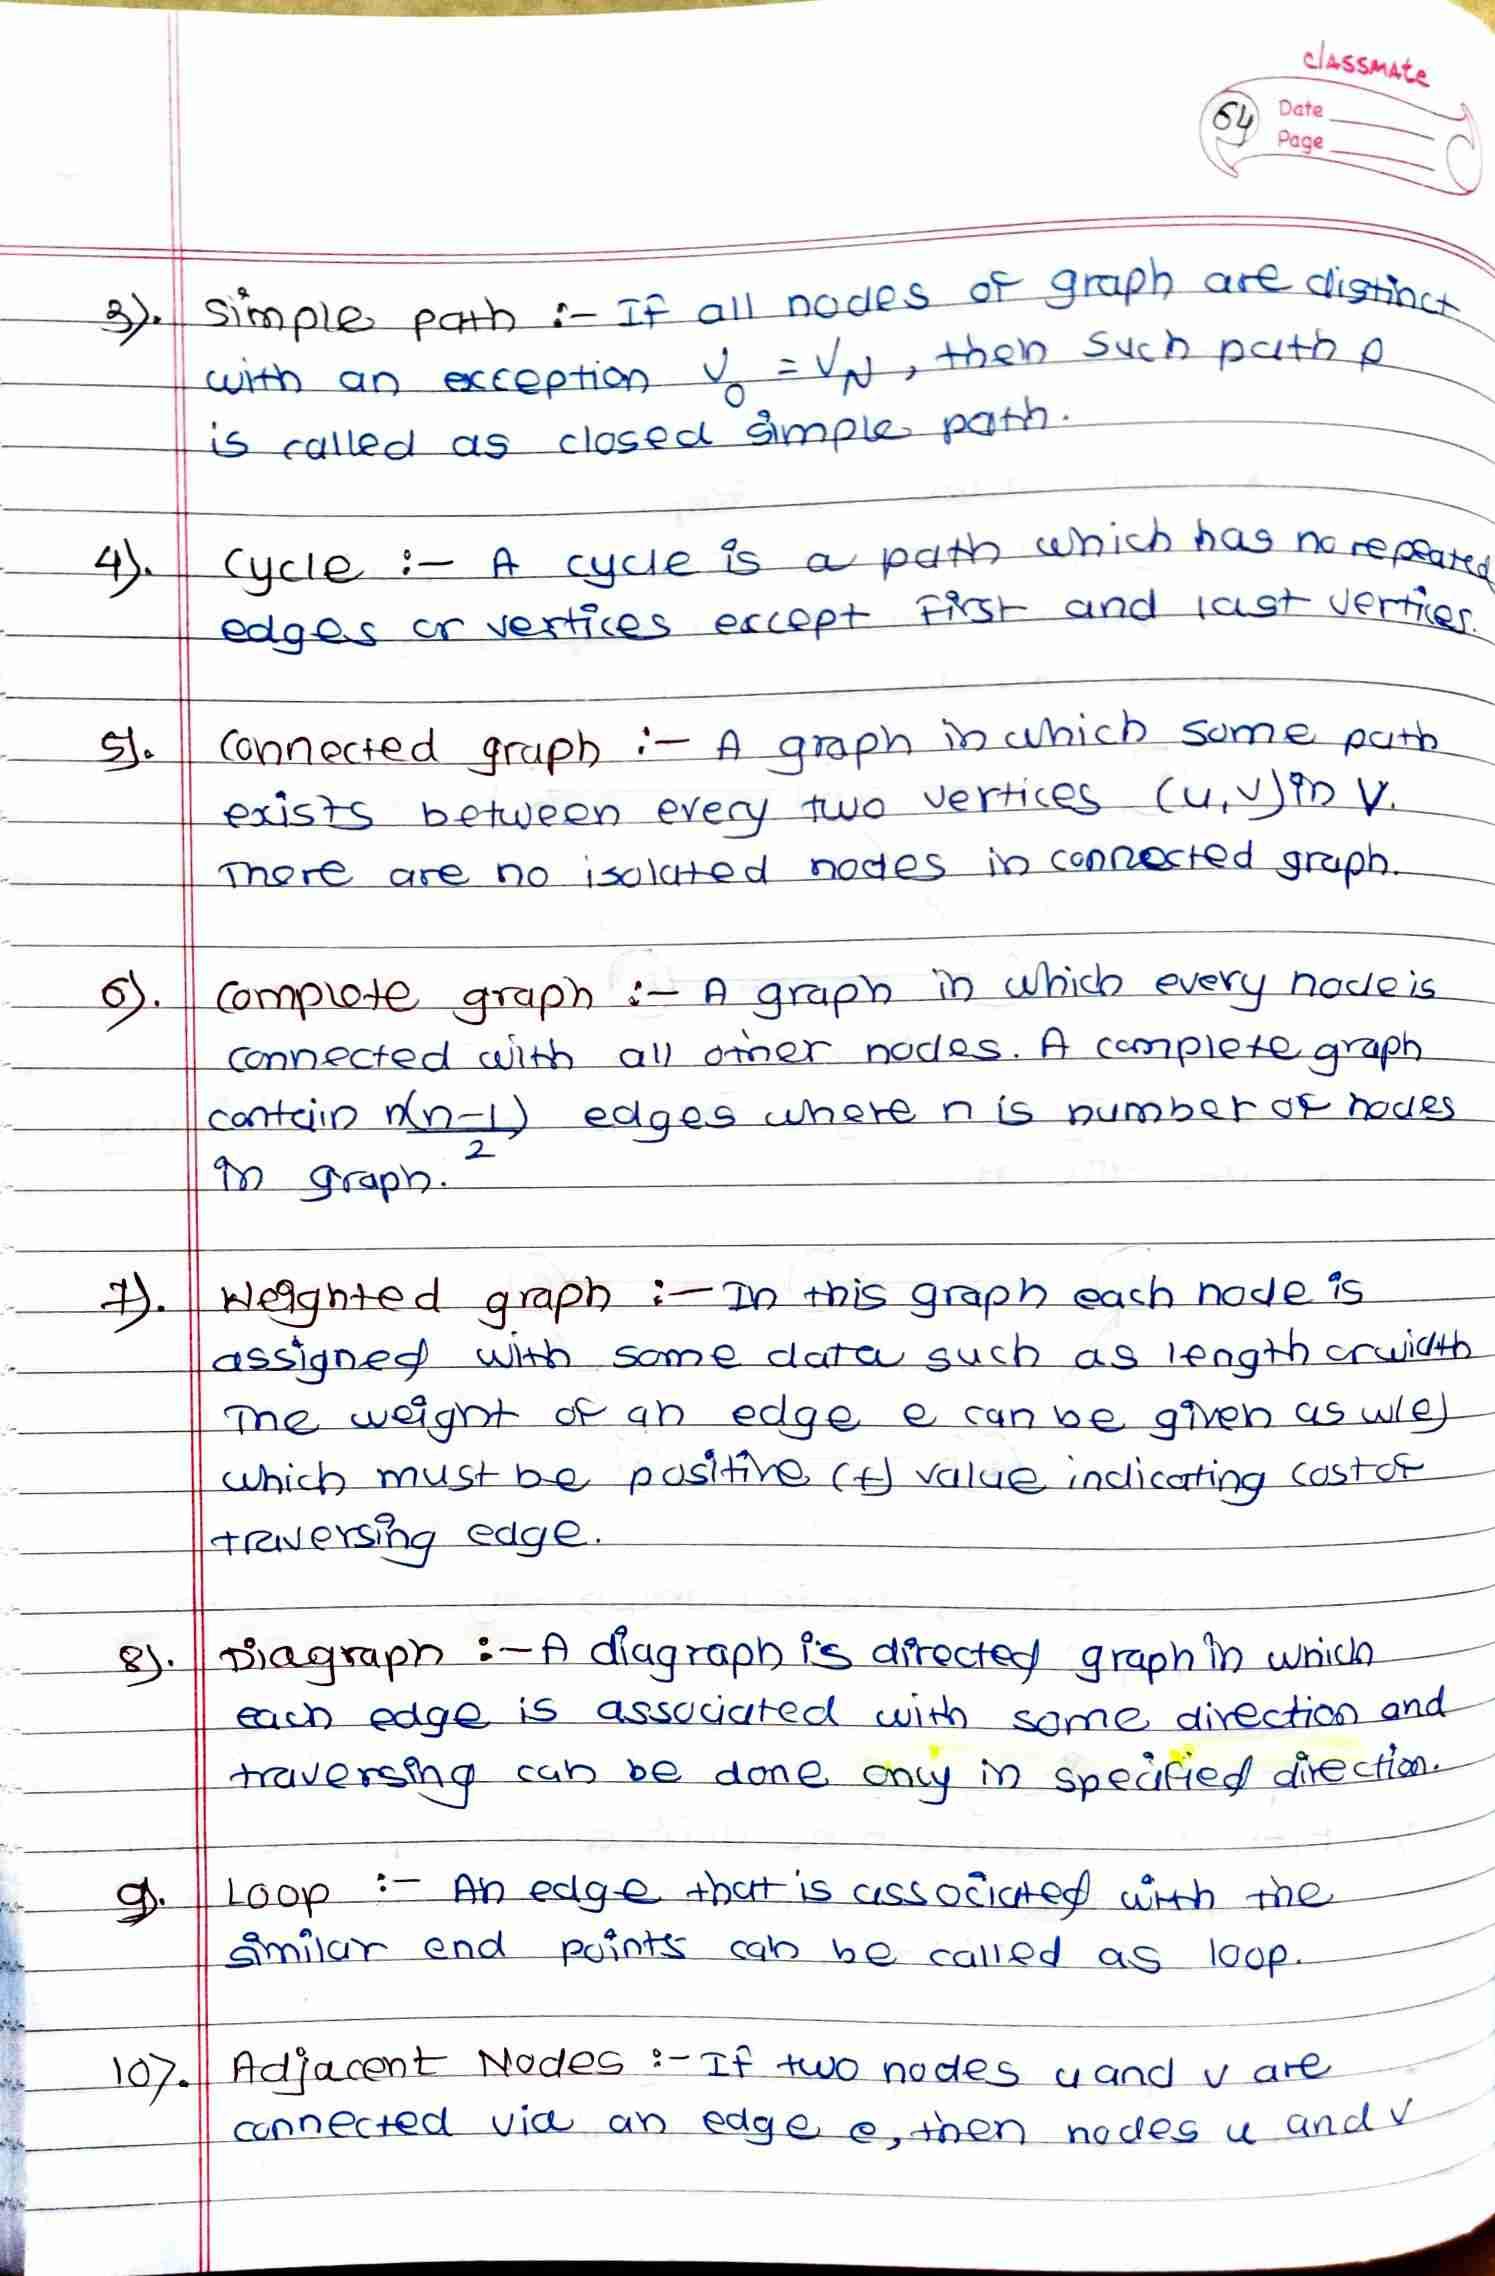 classmate
64 Date
Page
3). Simple path :- If all nodes of graph are distinct
with an exception V0 = VN, then such path P
is called as closed simple path.
4). Cycle :- A cycle is a path which has no repeated
edges or vertices except first and last vertices.
5). Connected graph :- A graph in which some path
exists between every two vertices (u,v) in V.
There are no isolated nodes in connected graph.
6). Complete graph :- A graph in which every node is
connected with all other nodes. A complete graph
contain n(n-1)/2 edges where n is number of nodes
in graph.
7). Weighted graph :- In this graph each node is
assigned with some data such as length or width
The weight of an edge e can be given as w(e)
which must be positive (+) value indicating cost of
traversing edge.
8). Diagraph :- A diagraph is directed graph in which
each edge is associated with some direction and
traversing can be done only in specified direction.
9). Loop :- An edge that is associated with the
similar end points can be called as loop.
10). Adjacent Nodes :- If two nodes u and v are
connected via an edge e, then nodes u and v